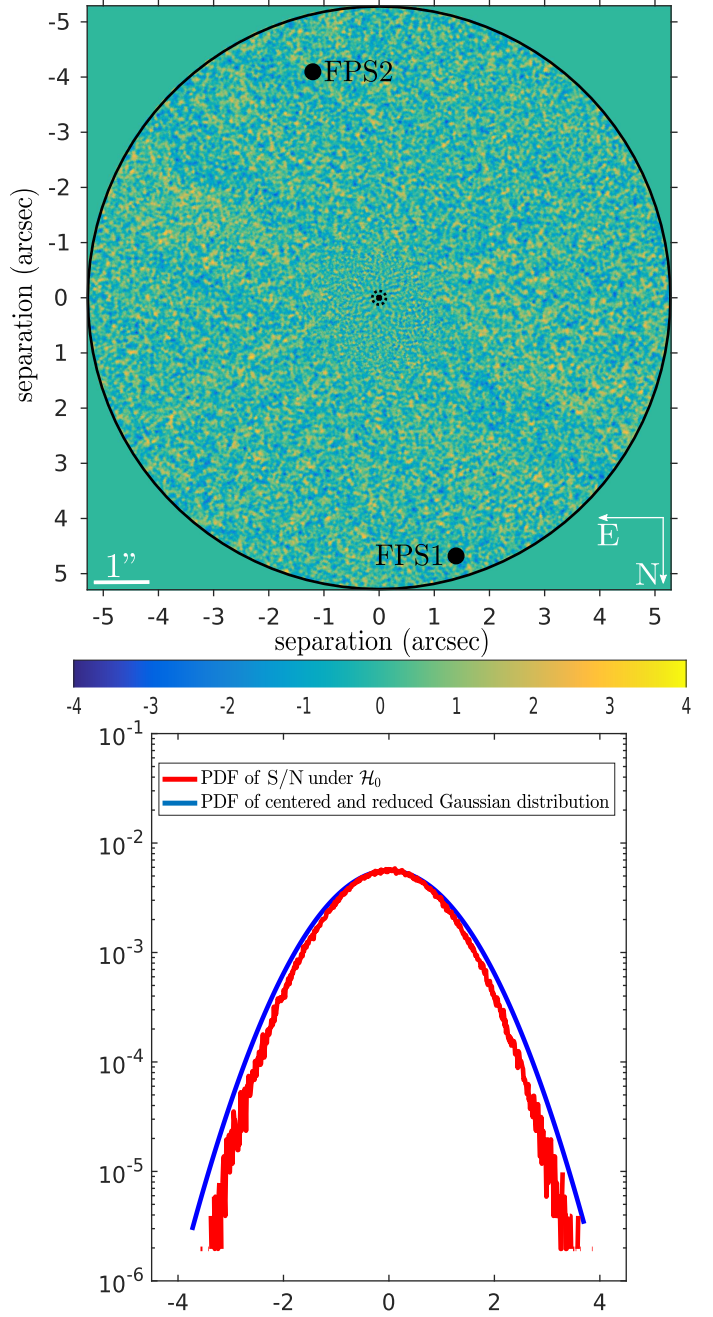 -5
-4
-3
-2
-1
0
1
2
3
4
5
separation (arcsec)
FPS2
FPS1
1”
E
N
-5 -4 -3 -2 -1 0 1 2 3 4 5
separation (arcsec)
-4 -3 -2 -1 0 1 2 3 4
10-1
10-2
10-3
10-4
10-5
10-6
PDF of S/N under ℋ0
PDF of centered and reduced Gaussian distribution
-4 -2 0 2 4